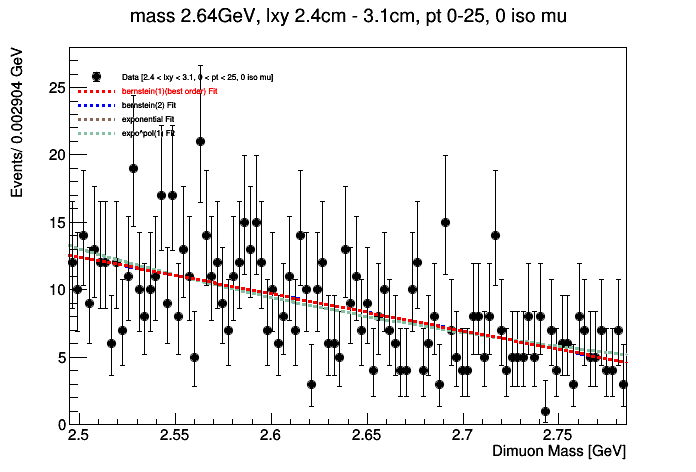 mass 2.64GeV, lxy 2.4cm - 3.1cm, pt 0-25, 0 iso mu
Events/ 0.002904 GeV
Data [2.4 < lxy < 3.1, 0 < pt < 25, 0 iso mu]
bernstein(1)(best order) Fit
bernstein(2) Fit
exponential Fit
expo^pol(1) Fit
25
20
15
10
5
0
2.5 2.55 2.6 2.65 2.7 2.75
Dimuon Mass [GeV]